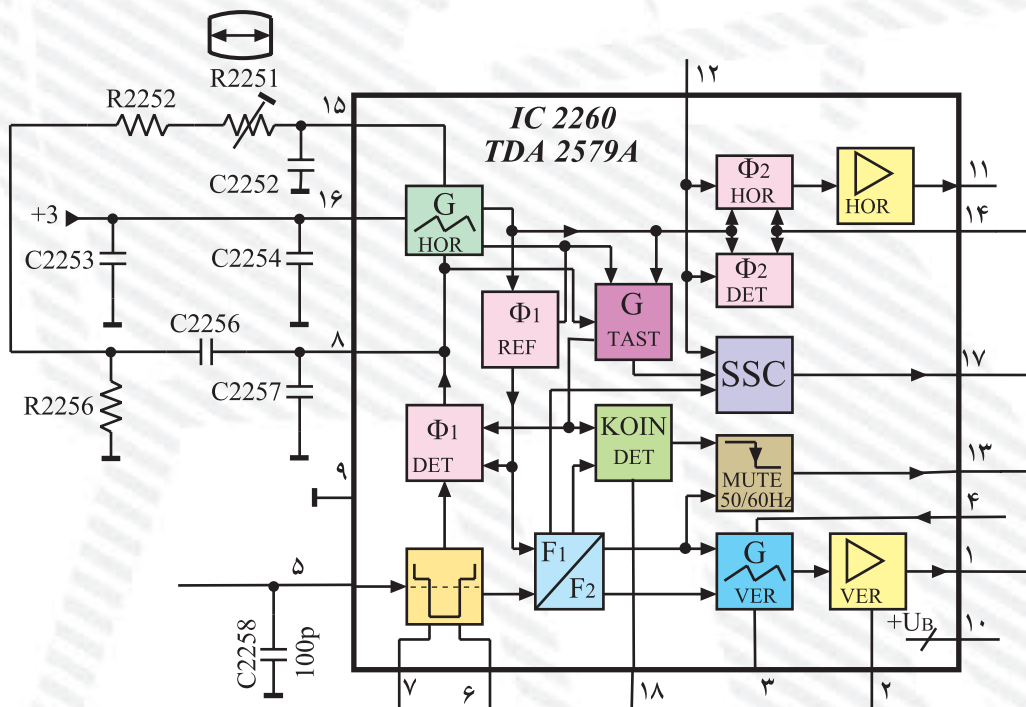 ۱۲
R2251
R2252
۱۵
IC 2260
TDA 2579A
C2252
Φ2
HOR
HOR
۱۱
+3
۱۶
G
HOR
۱۴
C2253
C2254
Φ2
DET
Φ1
REF
G
TAST
C2256
۸
SSC
۱۷
R2256
C2257
Φ1
DET
KOIN
DET
MUTE
50/60Hz
۱۳
۹
۴
۵
F1
F2
G
VER
VER
۱
+UB
۱۰
C2258
100p
۷
۶
۱۸
۳
۲